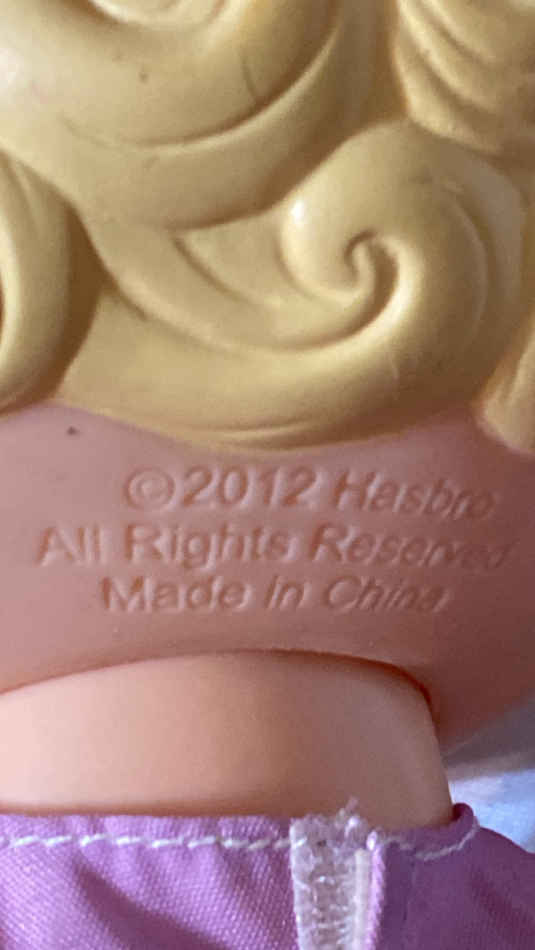 ©2012 Hasbro
All Rights Reserved
Made in China